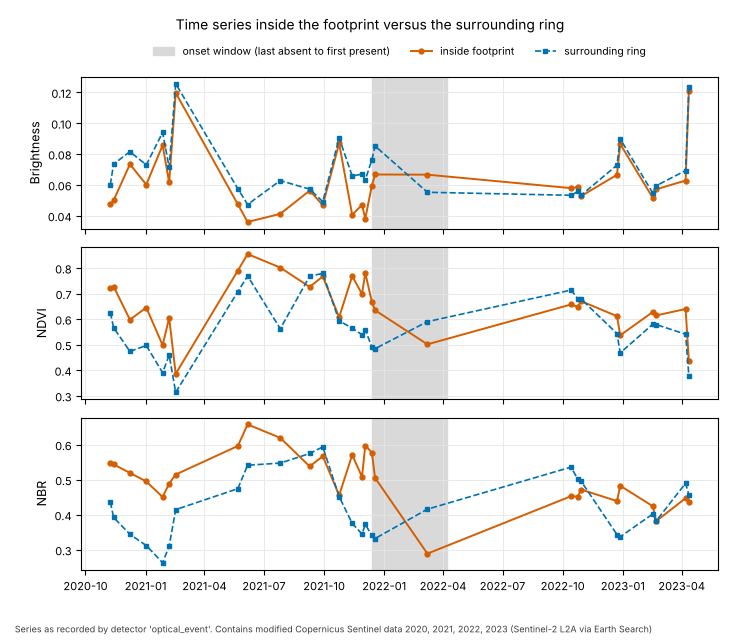 Time series inside the footprint versus the surrounding ring
onset window (last absent to first present) inside footprint surrounding ring
Brightness
0.12
0.10
0.08
0.06
0.04
NDVI
0.8
0.7
0.6
0.5
0.4
0.3
NBR
0.6
0.5
0.4
0.3
2020-10 2021-01 2021-04 2021-07 2021-10 2022-01 2022-04 2022-07 2022-10 2023-01 2023-04
Series as recorded by detector 'optical_event'. Contains modified Copernicus Sentinel data 2020, 2021, 2022, 2023 (Sentinel-2 L2A via Earth Search)